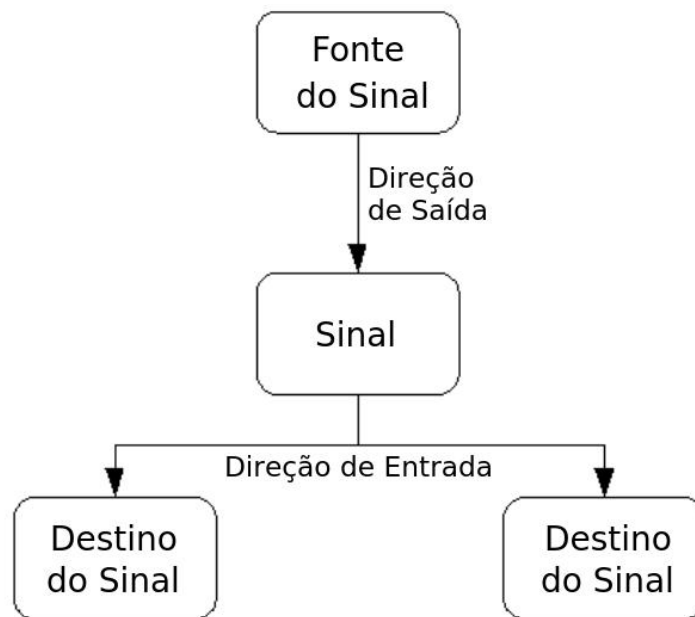 Fonte
do Sinal
Direção
de Saída
Sinal
Direção de Entrada
Destino
do Sinal
Destino
do Sinal